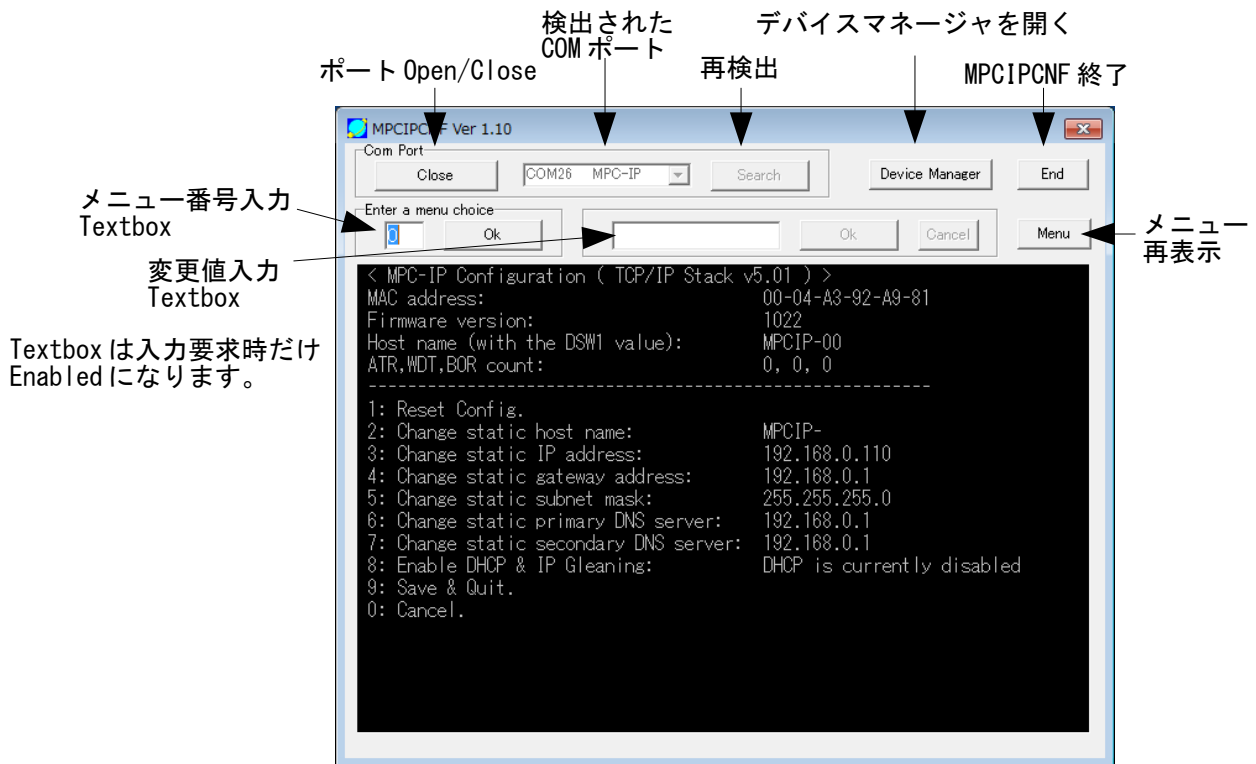 検出された
COM ポート
デバイスマネージャを開く
ポート Open/Close
再検出
MPCIPCNF 終了
MPCIPCNF Ver 1.10
Com Port
Close
COM26 MPC-IP
Search
Device Manager
End
メニュー番号入力
Textbox
Enter a menu choice
0
Ok
Ok
Cancel
Menu
メニュー
再表示
変更値入力
Textbox
Textbox は入力要求時だけ
Enabled になります。
< MPC-IP Configuration ( TCP/IP Stack v5.01 ) >
MAC address: 00-04-A3-92-A9-81
Firmware version: 1022
Host name (with the DSW1 value): MPCIP-00
ATR,WDT,BOR count: 0, 0, 0
--------------------------------------------------------
1: Reset Config.
2: Change static host name: MPCIP-
3: Change static IP address: 192.168.0.110
4: Change static gateway address: 192.168.0.1
5: Change static subnet mask: 255.255.255.0
6: Change static primary DNS server: 192.168.0.1
7: Change static secondary DNS server: 192.168.0.1
8: Enable DHCP & IP Gleaning: DHCP is currently disabled
9: Save & Quit.
0: Cancel.